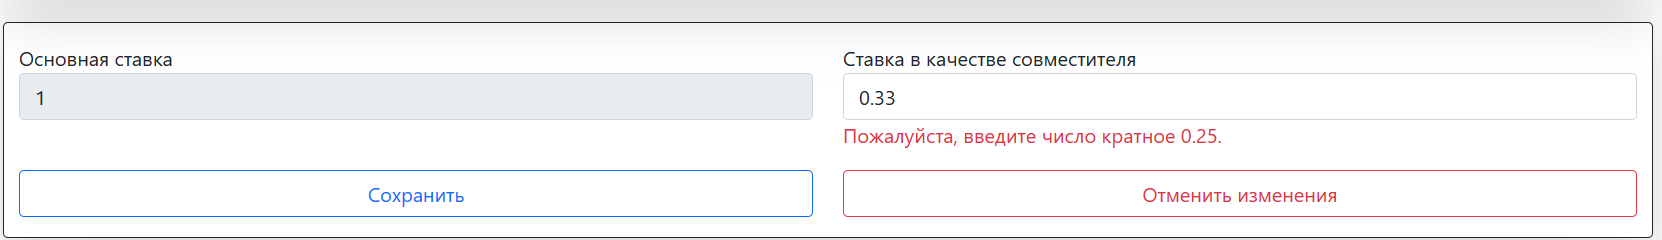 Основная ставка
1
Ставка в качестве совместителя
0.33
Пожалуйста, введите число кратное 0.25.
Сохранить
Отменить изменения